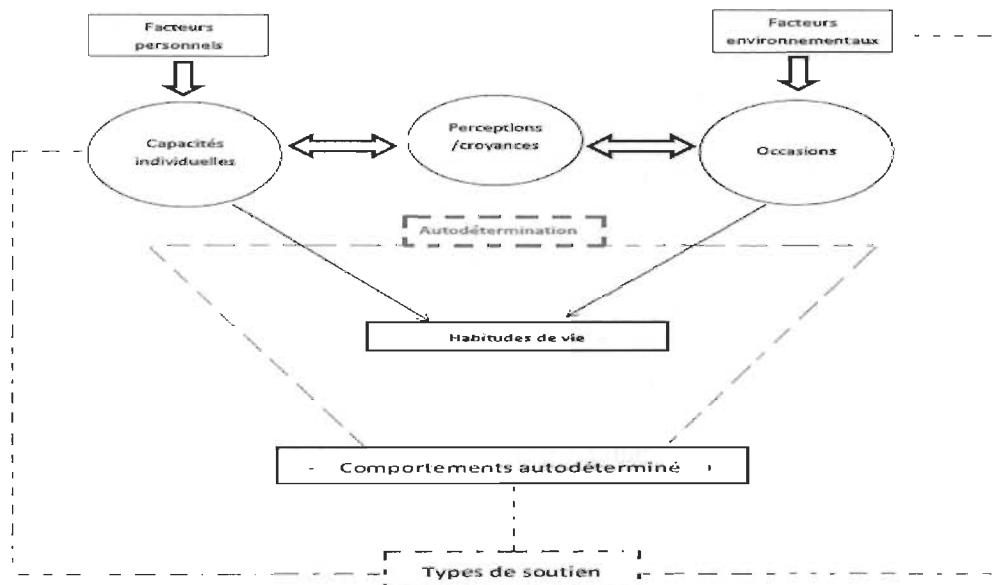 Facteurs
personnels
Facteurs
environnementaux
Capacités
individuelles
Perceptions
/croyances
Occasions
Autodétermination
Habitudes de vie
- Comportements autodéterminé
Types de soutien